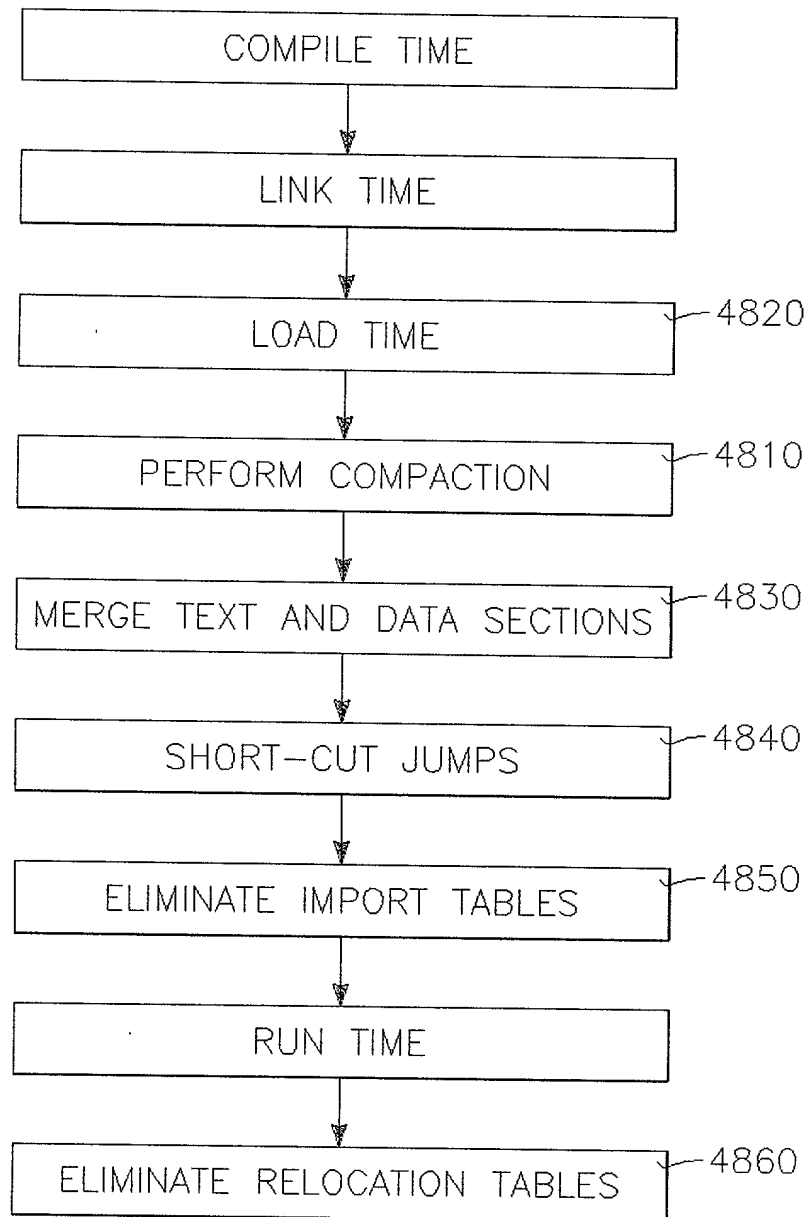 COMPILE TIME
LINK TIME
LOAD TIME
4820
PERFORM COMPACTION
4810
MERGE TEXT AND DATA SECTIONS
4830
SHORT-CUT JUMPS
4840
ELIMINATE IMPORT TABLES
4850
RUN TIME
ELIMINATE RELOCATION TABLES
4860